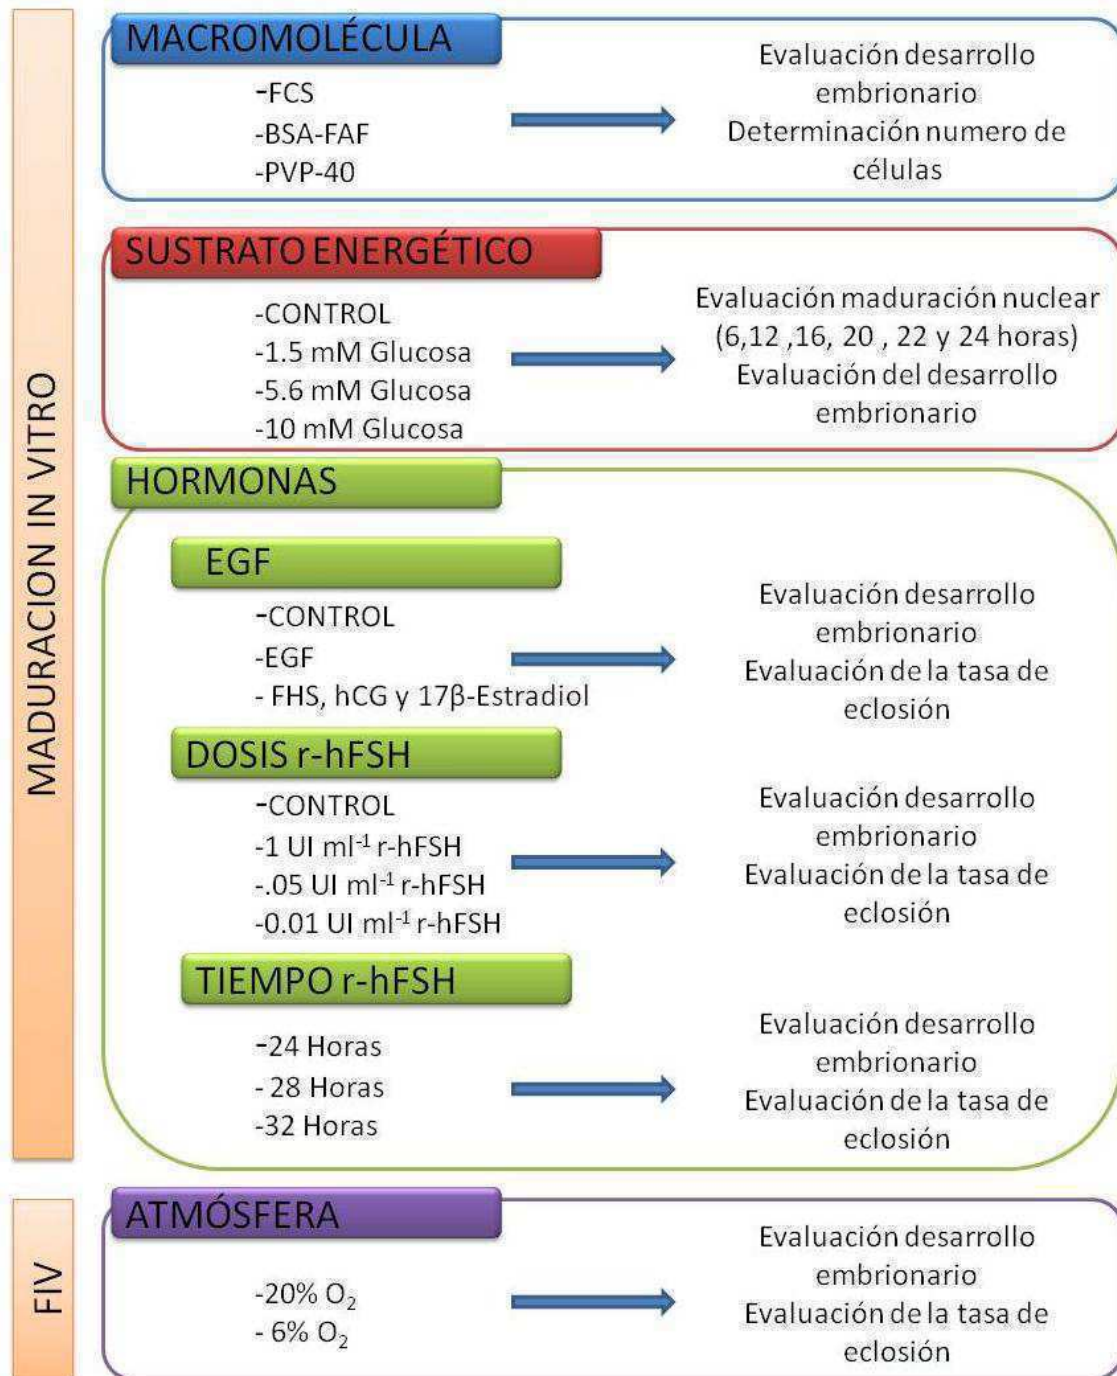 MADURACION IN VITRO
MACROMOLÉCULA
-FCS
-BSA-FAF
-PVP-40
Evaluación desarrollo
embrionario
Determinación numero de
células
SUSTRATO ENERGÉTICO
-CONTROL
-1.5 mM Glucosa
-5.6 mM Glucosa
-10 mM Glucosa
Evaluación maduración nuclear
(6,12 ,16, 20 , 22 y 24 horas)
Evaluación del desarrollo
embrionario
HORMONAS
EGF
-CONTROL
-EGF
- FHS, hCG y 17β-Estradiol
Evaluación desarrollo
embrionario
Evaluación de la tasa de
eclosión
DOSIS r-hFSH
-CONTROL
-1 UI ml⁻¹ r-hFSH
-.05 UI ml⁻¹ r-hFSH
-0.01 UI ml⁻¹ r-hFSH
Evaluación desarrollo
embrionario
Evaluación de la tasa de
eclosión
TIEMPO r-hFSH
-24 Horas
- 28 Horas
-32 Horas
Evaluación desarrollo
embrionario
Evaluación de la tasa de
eclosión
FIV
ATMÓSFERA
-20% O₂
- 6% O₂
Evaluación desarrollo
embrionario
Evaluación de la tasa de
eclosión